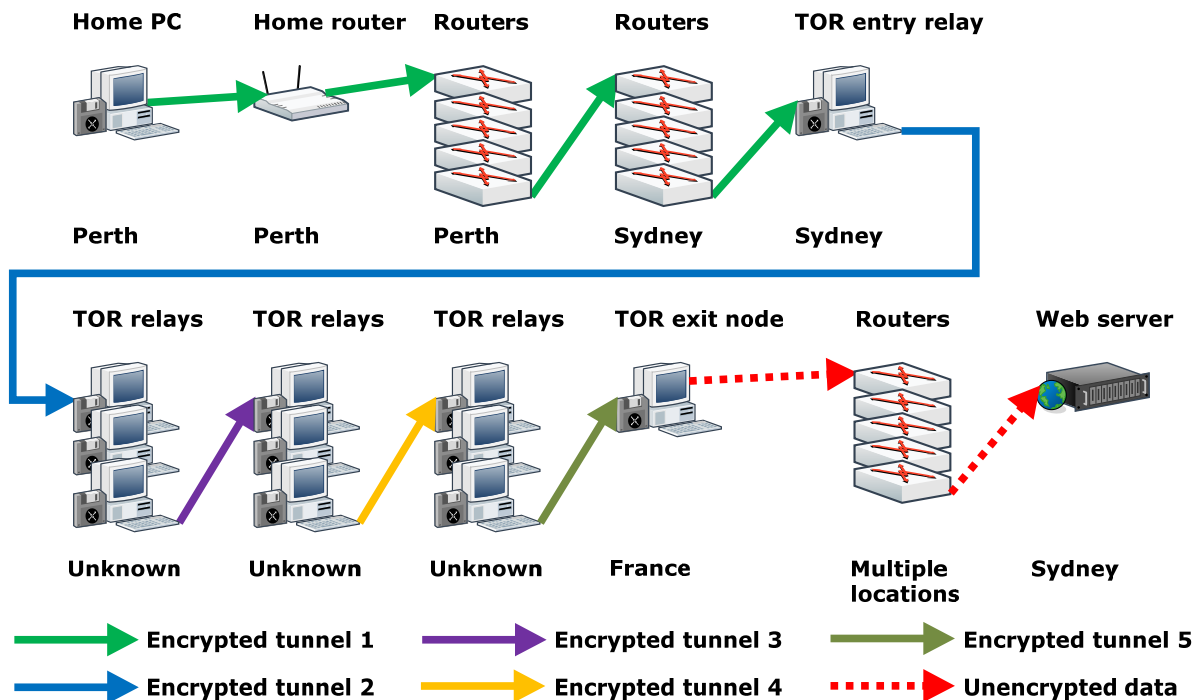 Home PC
Home router
Routers
Routers
TOR entry relay
Perth
Perth
Perth
Sydney
Sydney
TOR relays
TOR relays
TOR relays
TOR exit node
Routers
Web server
Unknown
Unknown
Unknown
France
Multiple
locations
Sydney
Encrypted tunnel 1
Encrypted tunnel 3
Encrypted tunnel 5
Encrypted tunnel 2
Encrypted tunnel 4
Unencrypted data